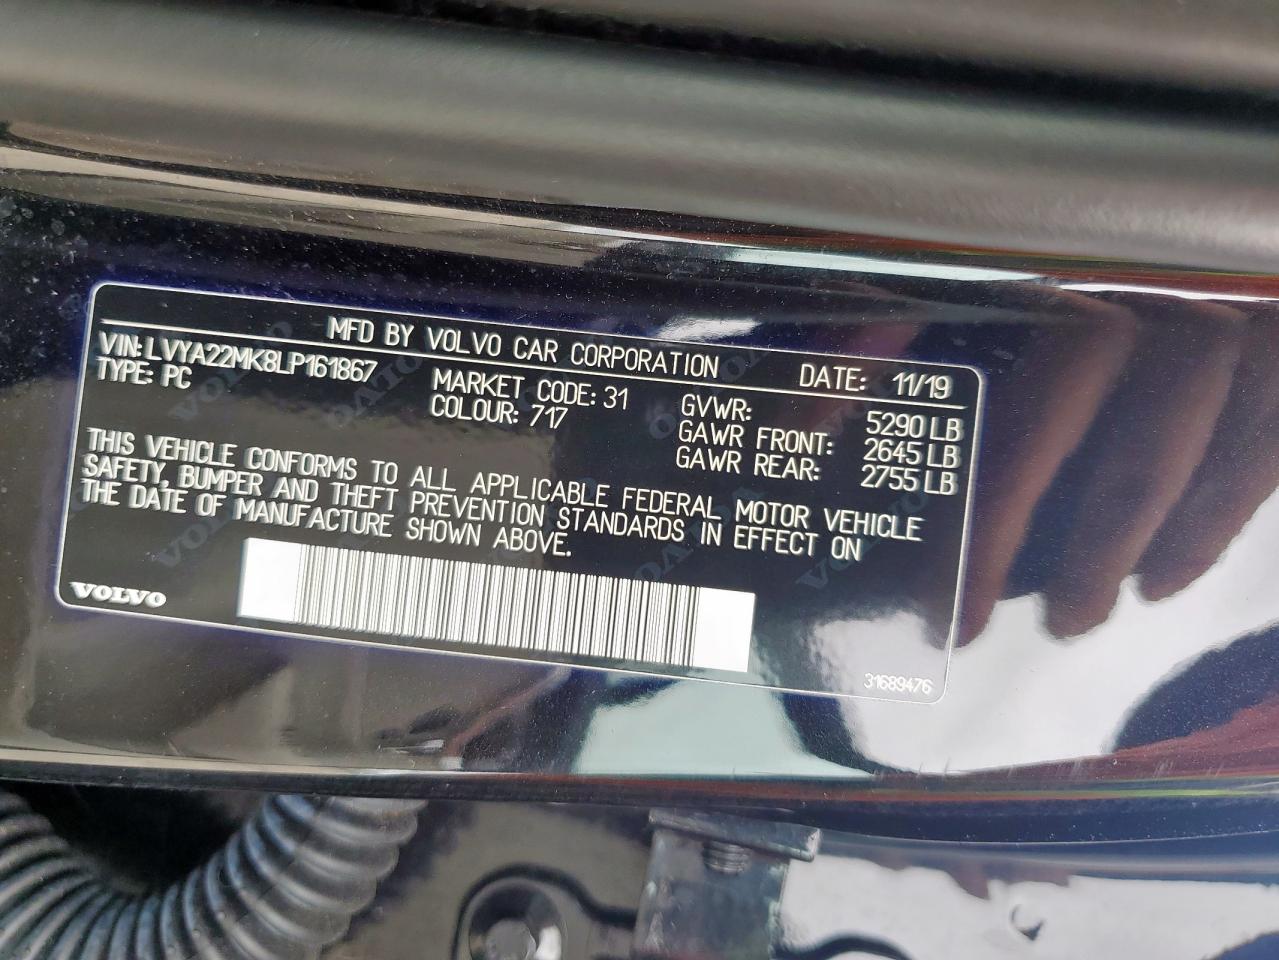 MFD BY VOLVO CAR CORPORATION DATE: 11/19
VIN: LVYA22MK8LP161867
TYPE: PC
MARKET CODE: 31
COLOUR: 717
GVWR: 5290 LB
GAWR FRONT: 2645 LB
GAWR REAR: 2755 LB
THIS VEHICLE CONFORMS TO ALL APPLICABLE FEDERAL MOTOR VEHICLE
SAFETY, BUMPER AND THEFT PREVENTION STANDARDS IN EFFECT ON
THE DATE OF MANUFACTURE SHOWN ABOVE.
VOLVO
31689476